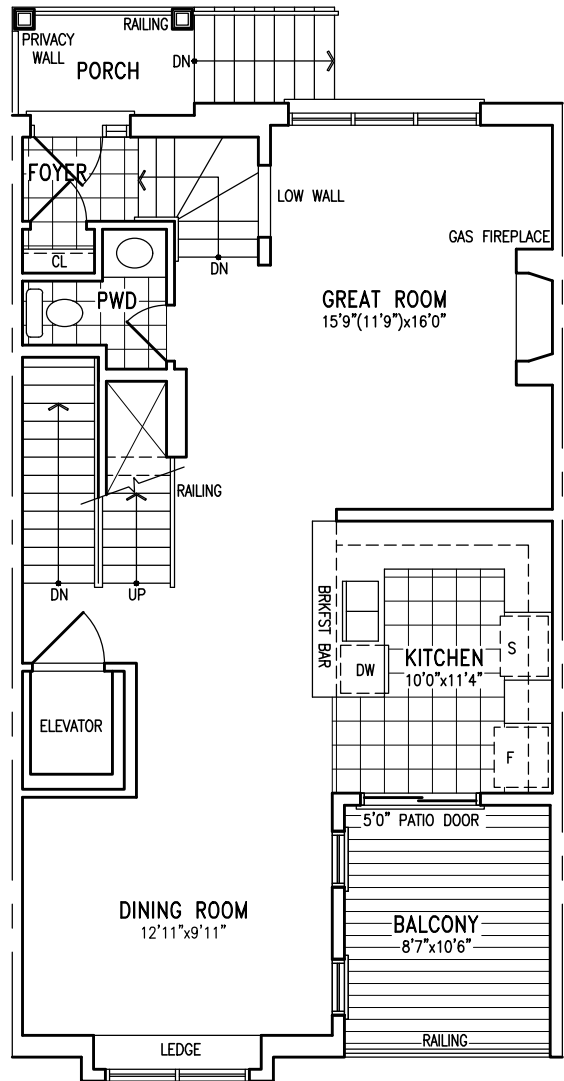 RAILING
PRIVACY
WALL
PORCH
DN
FOYER
LOW WALL
GAS FIREPLACE
CL
DN
PWD
GREAT ROOM
15'9"(11'9")x16'0"
RAILING
DN
UP
BRKFST BAR
DW
KITCHEN
10'0"x11'4"
S
ELEVATOR
F
5'0" PATIO DOOR
DINING ROOM
12'11"x9'11"
BALCONY
8'7"x10'6"
LEDGE
RAILING